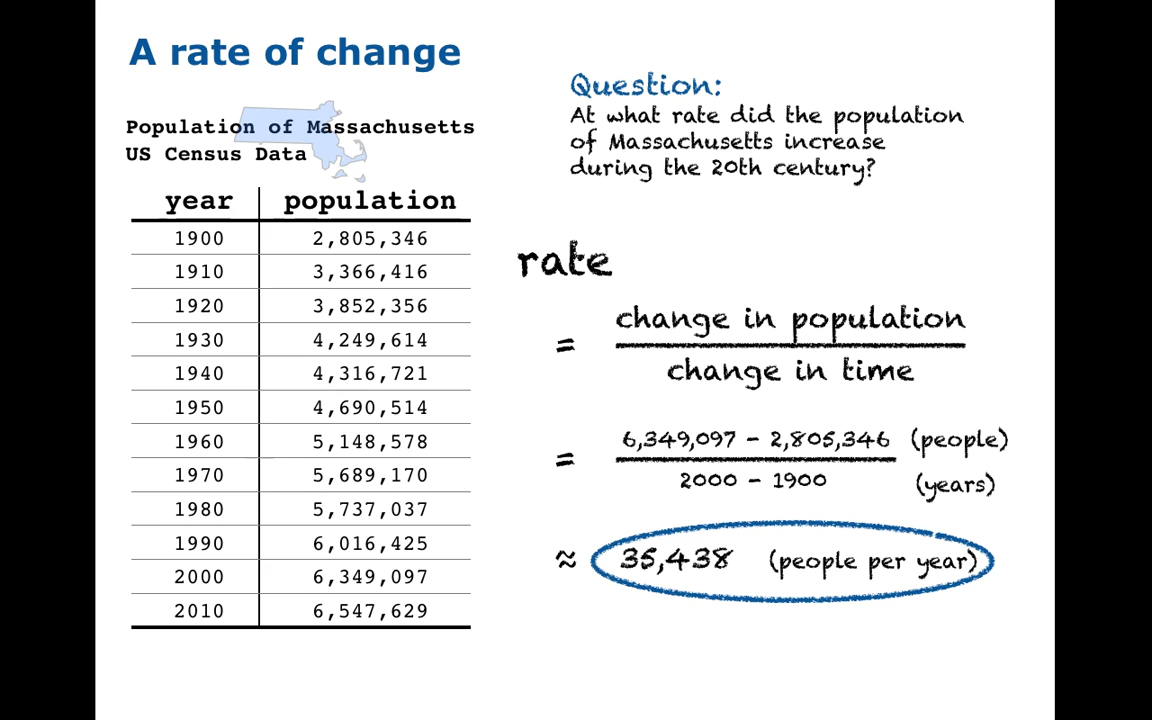 A rate of change
Population of Massachusetts
US Census Data
year population
1900 2,805,346
1910 3,366,416
1920 3,852,356
1930 4,249,614
1940 4,316,721
1950 4,690,514
1960 5,148,578
1970 5,689,170
1980 5,737,037
1990 6,016,425
2000 6,349,097
2010 6,547,629
Question:
At what rate did the population
of Massachusetts increase
during the 20th century?
rate
= change in population
change in time
= 6,349,097 - 2,805,346 (people)
2000 - 1900 (years)
≈ 35,438 (people per year)